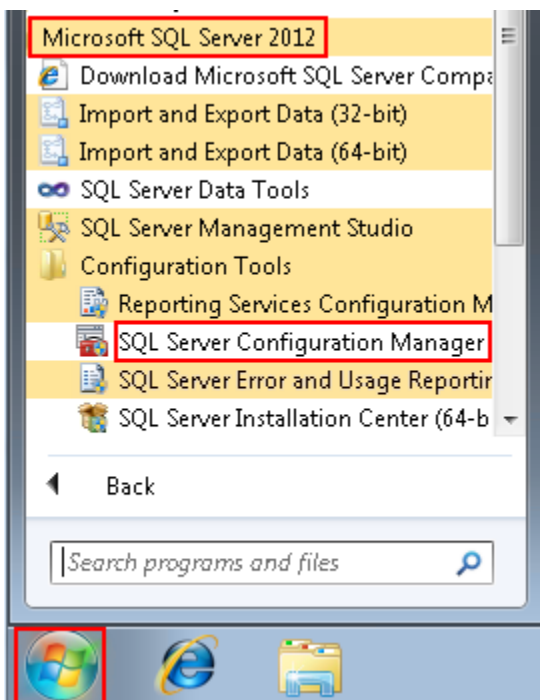 Microsoft SQL Server 2012
Download Microsoft SQL Server Compa
Import and Export Data (32-bit)
Import and Export Data (64-bit)
SQL Server Data Tools
SQL Server Management Studio
Configuration Tools
Reporting Services Configuration M
SQL Server Configuration Manager
SQL Server Error and Usage Reportin
SQL Server Installation Center (64-b
Back
Search programs and files